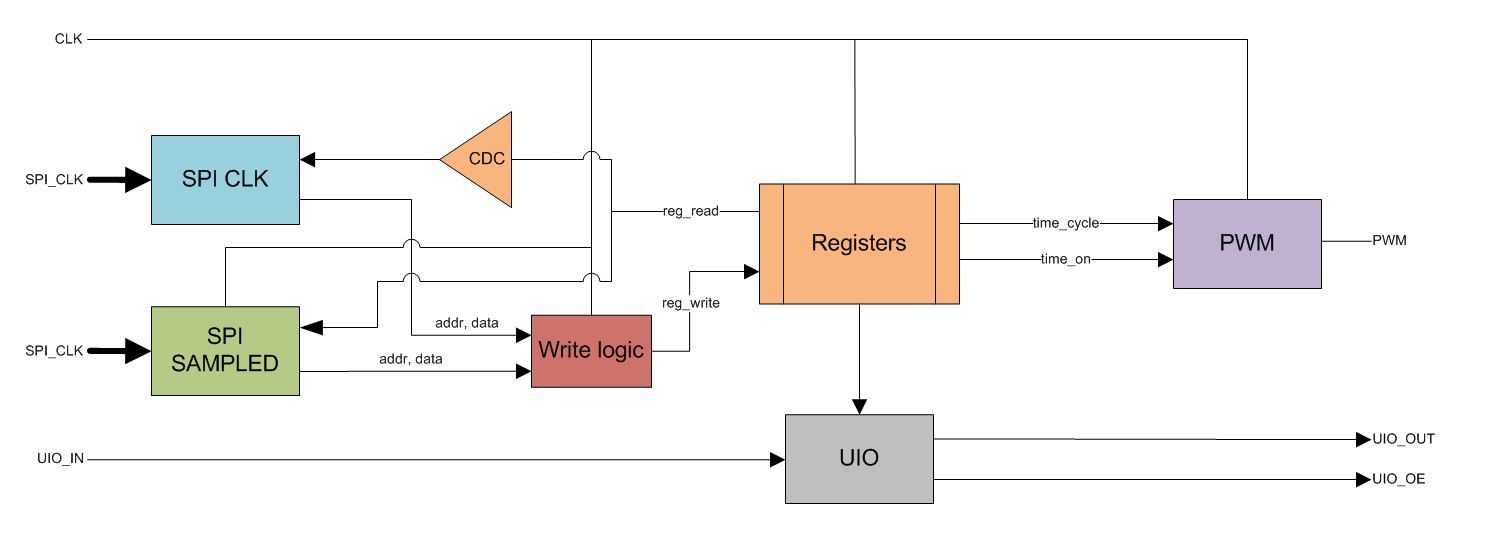 CLK
CDC
SPI_CLK
SPI CLK
reg_read
time_cycle
Registers
PWM
PWM
time_on
reg_write
addr, data
SPI
SAMPLED
SPI_CLK
Write logic
addr, data
UIO_IN
UIO
UIO_OUT
UIO_OE